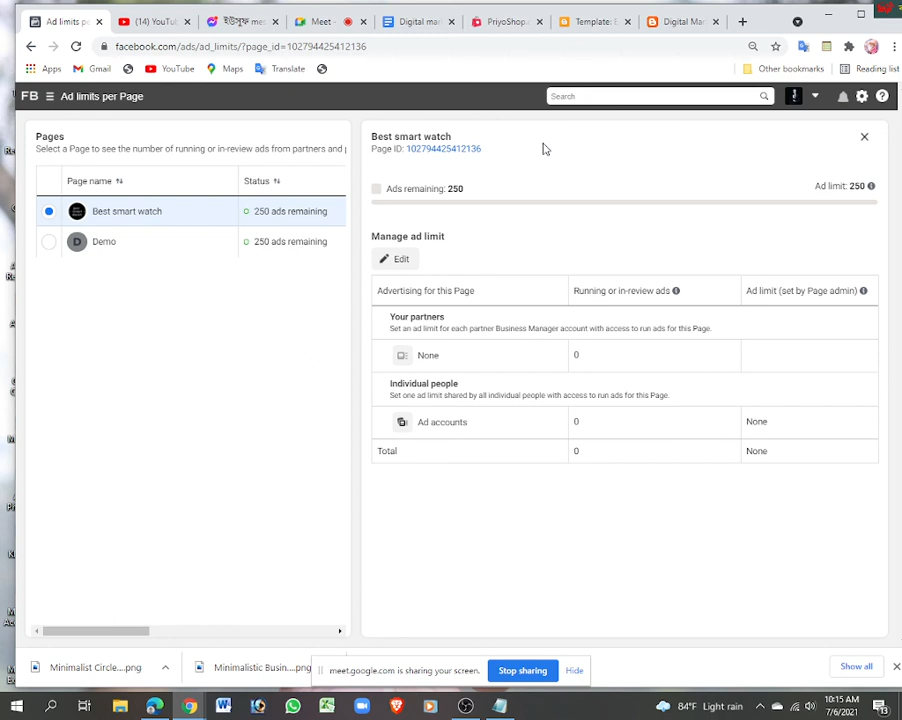 Ad limits per Page
(14) YouTu
ইউসুফ me
Meet -
Digital mar
PriyoShop.
Template: E
Digital Mar
facebook.com/ads/ad_limits/?page_id=102794425412136
Apps
Gmail
YouTube
Maps
Translate
Other bookmarks
Reading list
FB
Ad limits per Page
Search
Pages
Select a Page to see the number of running or in-review ads from partners and
Page name
Status
Best smart watch
250 ads remaining
D
Demo
250 ads remaining
Best smart watch
Page ID: 102794425412136
Ads remaining: 250
Ad limit: 250
Manage ad limit
Edit
Advertising for this Page
Running or in-review ads
Ad limit (set by Page admin)
Your partners
Set an ad limit for each partner Business Manager account with access to run ads for this Page.
None
0
Individual people
Set one ad limit shared by all individual people with access to run ads for this Page.
Ad accounts
0
None
Total
0
None
Minimalist Circle....png
Minimalistic Busin....png
meet.google.com is sharing your screen.
Stop sharing
Hide
Show all
84°F Light rain
10:15 AM
7/6/2021